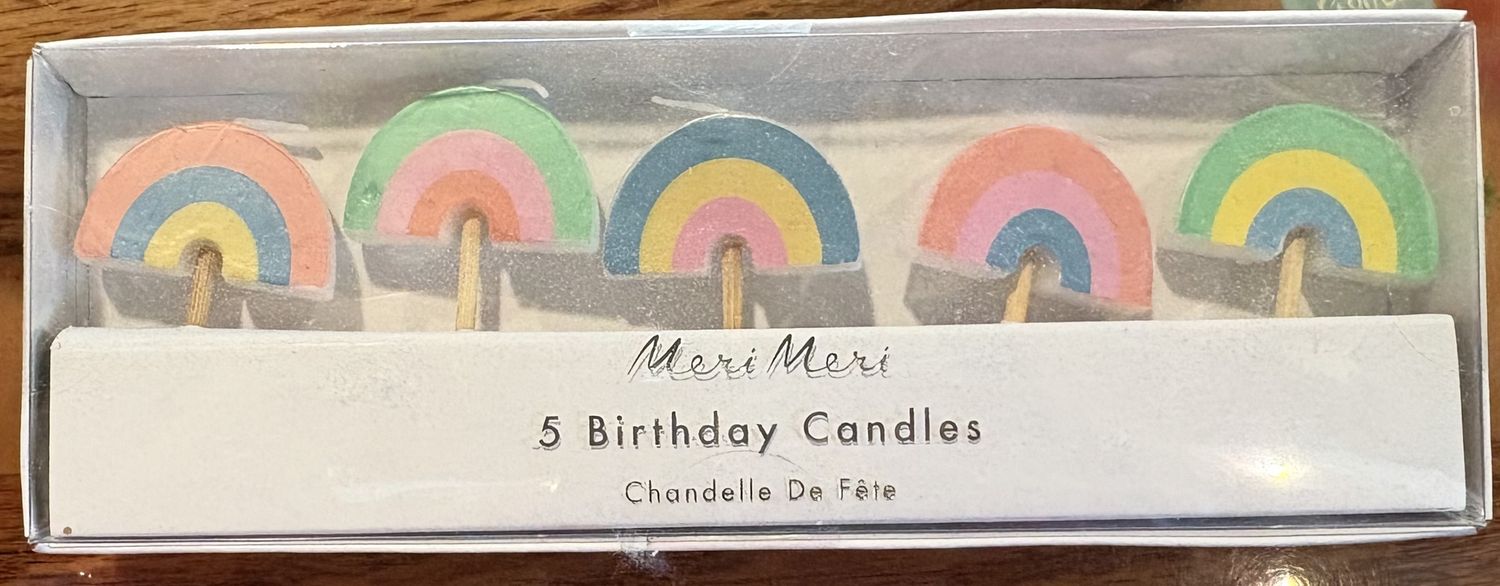 Meri Meri
5 Birthday Candles
Chandelle De Fête